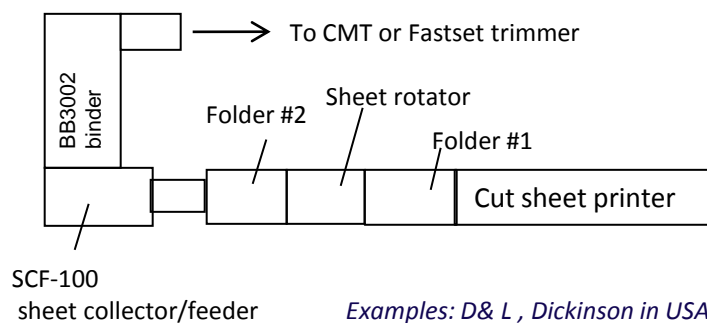 To CMT or Fastset trimmer
BB3002
binder
Sheet rotator
Folder #2
Folder #1
Cut sheet printer
SCF-100
sheet collector/feeder
Examples: D& L , Dickinson in USA